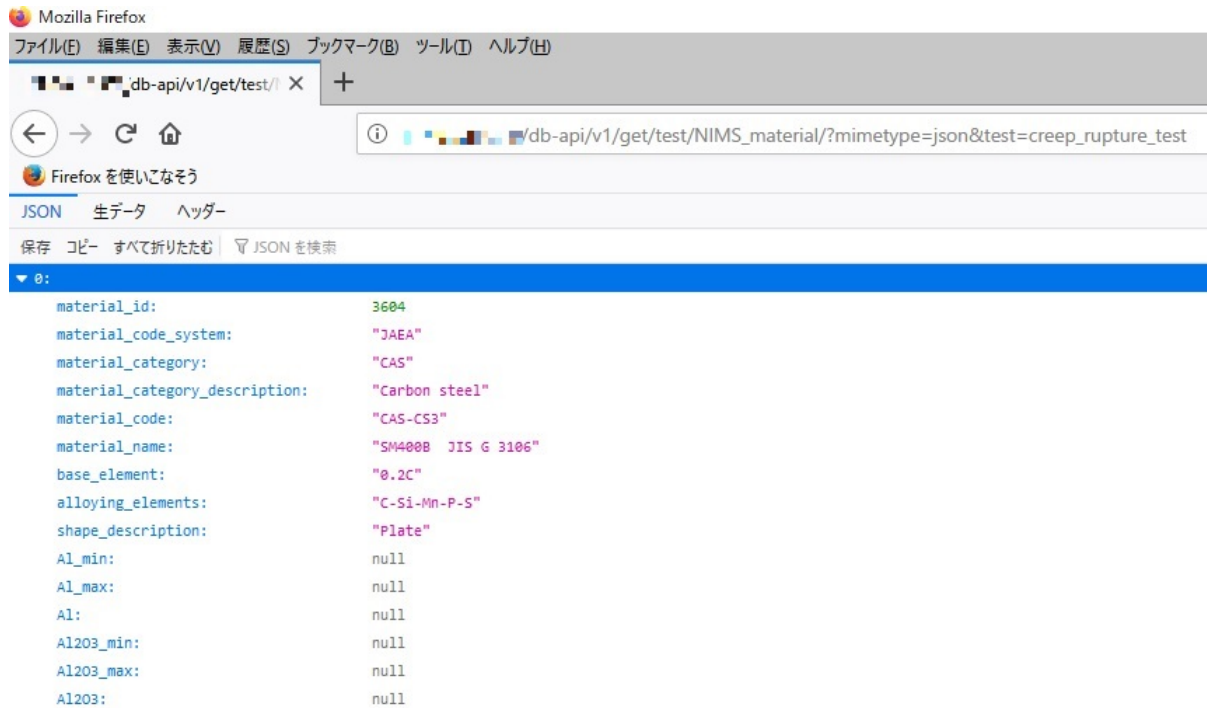 Mozilla Firefox
ファイル(F) 編集(E) 表示(V) 履歴(S) ブックマーク(B) ツール(T) ヘルプ(H)
/db-api/v1/get/test/
/db-api/v1/get/test/NIMS_material/?mimetype=json&test=creep_rupture_test
Firefox を使いこなそう
JSON 生データ ヘッダー
保存 コピー すべて折りたたむ JSON を検索
0:
material_id: 3604
material_code_system: "JAEA"
material_category: "CAS"
material_category_description: "Carbon steel"
material_code: "CAS-CS3"
material_name: "SM400B  JIS G 3106"
base_element: "0.2C"
alloying_elements: "C-Si-Mn-P-S"
shape_description: "Plate"
Al_min: null
Al_max: null
Al: null
Al2O3_min: null
Al2O3_max: null
Al2O3: null